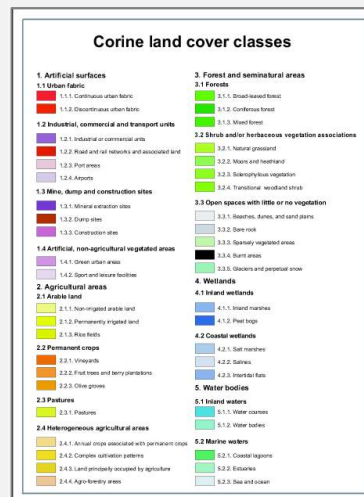 Corine land cover classes
1. Artificial surfaces
1.1 Urban fabric
1.1.1. Continuous urban fabric
1.1.2. Discontinuous urban fabric
1.2 Industrial, commercial and transport units
1.2.1. Industrial or commercial units
1.2.2. Road and rail networks and associated land
1.2.3. Port areas
1.2.4. Airports
1.3 Mine, dump and construction sites
1.3.1. Mineral extraction sites
1.3.2. Dump sites
1.3.3. Construction sites
1.4 Artificial, non-agricultural vegetated areas
1.4.1. Green urban areas
1.4.2. Sport and leisure facilities
2. Agricultural areas
2.1 Arable land
2.1.1. Non-irrigated arable land
2.1.2. Permanently irrigated land
2.1.3. Rice fields
2.2 Permanent crops
2.2.1. Vineyards
2.2.2. Fruit trees and berry plantations
2.2.3. Olive groves
2.3 Pastures
2.3.1. Pastures
2.4 Heterogeneous agricultural areas
2.4.1. Annual crops associated with permanent crops
2.4.2. Complex cultivation patterns
2.4.3. Land principally occupied by agriculture
2.4.4. Agro-forestry areas
3. Forest and seminatural areas
3.1 Forests
3.1.1. Broad-leaved forest
3.1.2. Coniferous forest
3.1.3. Mixed forest
3.2 Shrub and/or herbaceous vegetation associations
3.2.1. Natural grassland
3.2.2. Moors and heathland
3.2.3. Sclerophyllous vegetation
3.2.4. Transitional woodland shrub
3.3 Open spaces with little or no vegetation
3.3.1. Beaches, dunes, and sand plains
3.3.2. Bare rock
3.3.3. Sparsely vegetated areas
3.3.4. Burnt areas
3.3.5. Glaciers and perpetual snow
4. Wetlands
4.1 Inland wetlands
4.1.1. Inland marshes
4.1.2. Peat bogs
4.2 Coastal wetlands
4.2.1. Salt marshes
4.2.2. Salines
4.2.3. Intertidal flats
5. Water bodies
5.1 Inland waters
5.1.1. Water courses
5.1.2. Water bodies
5.2 Marine waters
5.2.1. Coastal lagoons
5.2.2. Estuaries
5.2.3. Sea and ocean